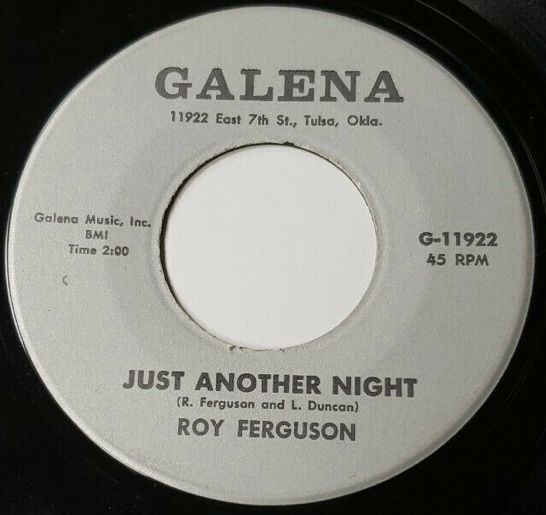 GALENA
11922 East 7th St., Tulsa, Okla.
Galena Music, Inc.
BMI
Time 2:00
G-11922
45 RPM
JUST ANOTHER NIGHT
(R. Ferguson and L. Duncan)
ROY FERGUSON